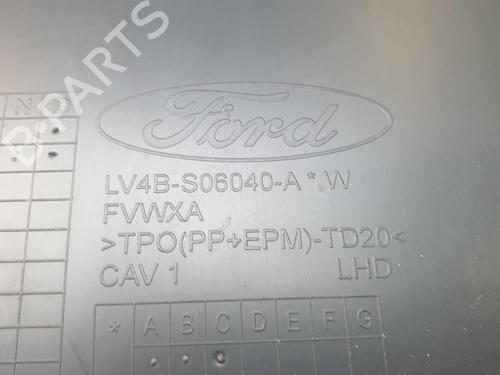 N
B-PARTS
Ford
LV4B-S06040-A * W
FVWXA
>TPO(PP+EPM)-TD20<
CAV 1 LHD
* A B C D E F G